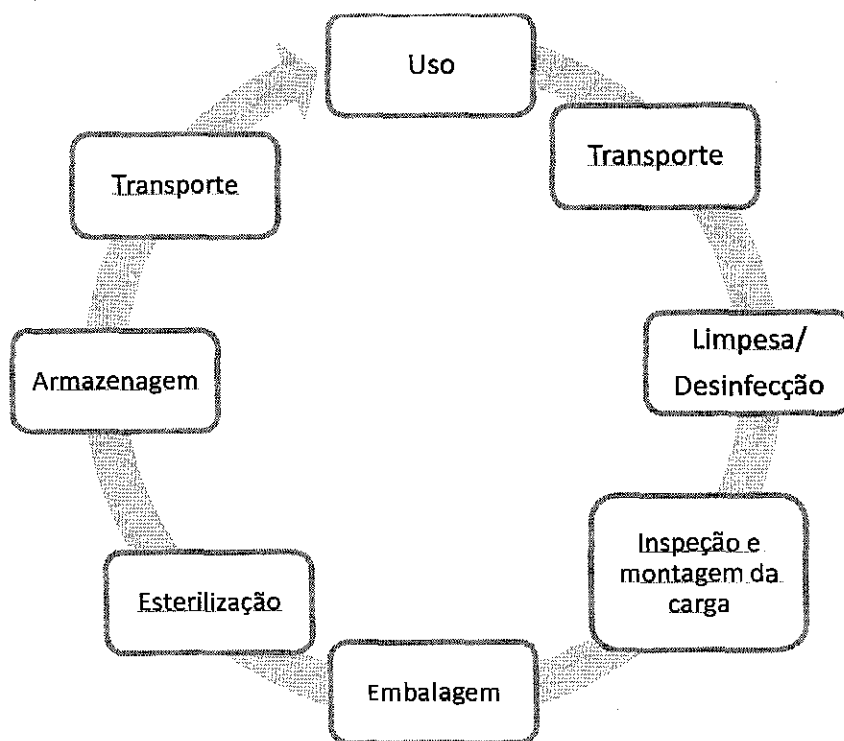 Uso
Transporte
Limpesa/
Desinfecção
Inspeção e
montagem da
carga
Embalagem
Esterilização
Armazenagem
Transporte